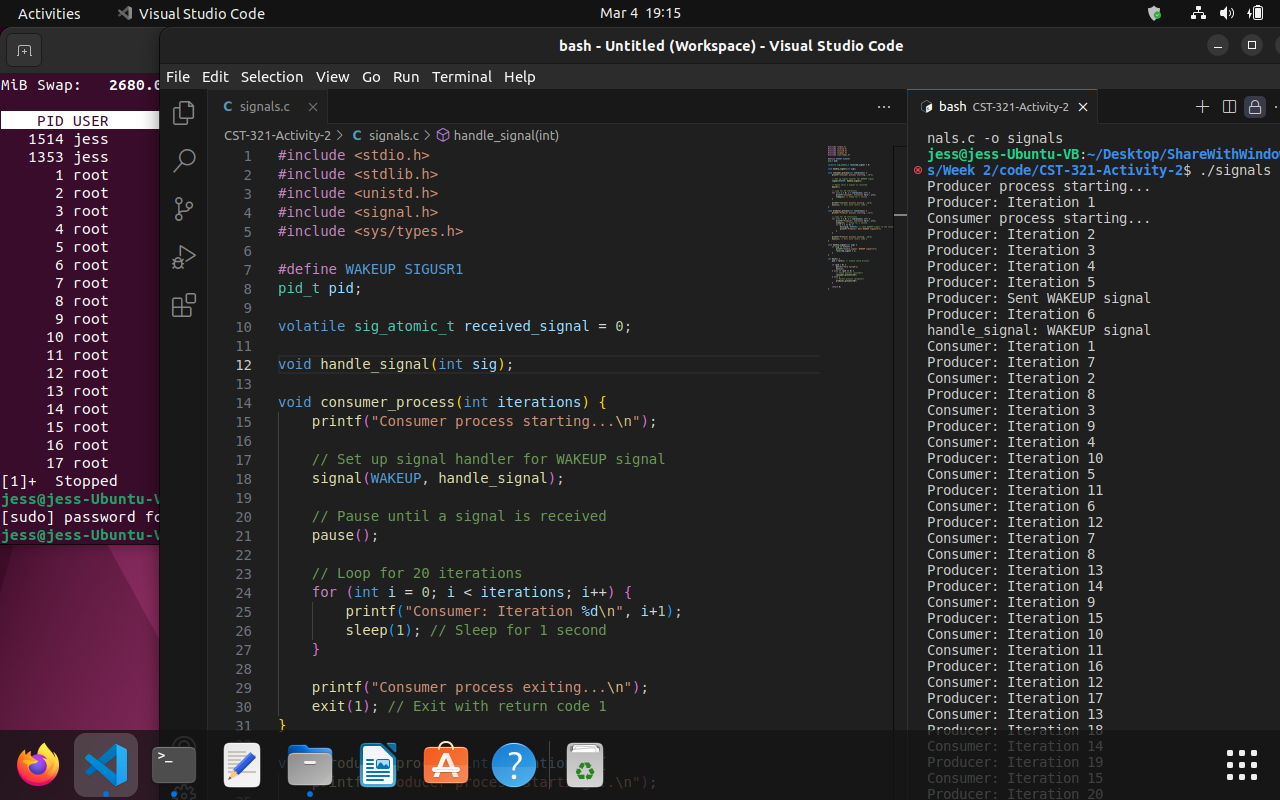 Activities
Visual Studio Code
Mar 4 19:15
MiB Swap: 2680.0
PID USER
1514 jess
1353 jess
1 root
2 root
3 root
4 root
5 root
6 root
7 root
8 root
9 root
10 root
11 root
12 root
13 root
14 root
15 root
16 root
17 root
[1]+ Stopped
jess@jess-Ubuntu-V
[sudo] password fo
jess@jess-Ubuntu-V
bash - Untitled (Workspace) - Visual Studio Code
File Edit Selection View Go Run Terminal Help
C signals.c
CST-321-Activity-2 > C signals.c > handle_signal(int)
1 #include <stdio.h>
2 #include <stdlib.h>
3 #include <unistd.h>
4 #include <signal.h>
5 #include <sys/types.h>
6
7 #define WAKEUP SIGUSR1
8 pid_t pid;
9
10 volatile sig_atomic_t received_signal = 0;
11
12 void handle_signal(int sig);
13
14 void consumer_process(int iterations) {
15 printf("Consumer process starting...\n");
16
17 // Set up signal handler for WAKEUP signal
18 signal(WAKEUP, handle_signal);
19
20 // Pause until a signal is received
21 pause();
22
23 // Loop for 20 iterations
24 for (int i = 0; i < iterations; i++) {
25 printf("Consumer: Iteration %d\n", i+1);
26 sleep(1); // Sleep for 1 second
27 }
28
29 printf("Consumer process exiting...\n");
30 exit(1); // Exit with return code 1
31 }
bash CST-321-Activity-2
nals.c -o signals
jess@jess-Ubuntu-VB:~/Desktop/ShareWithWindow
s/Week 2/code/CST-321-Activity-2$ ./signals
Producer process starting...
Producer: Iteration 1
Consumer process starting...
Producer: Iteration 2
Producer: Iteration 3
Producer: Iteration 4
Producer: Iteration 5
Producer: Sent WAKEUP signal
Producer: Iteration 6
handle_signal: WAKEUP signal
Consumer: Iteration 1
Producer: Iteration 7
Consumer: Iteration 2
Producer: Iteration 8
Consumer: Iteration 3
Producer: Iteration 9
Consumer: Iteration 4
Producer: Iteration 10
Consumer: Iteration 5
Producer: Iteration 11
Consumer: Iteration 6
Producer: Iteration 12
Consumer: Iteration 7
Consumer: Iteration 8
Producer: Iteration 13
Producer: Iteration 14
Consumer: Iteration 9
Producer: Iteration 15
Consumer: Iteration 10
Consumer: Iteration 11
Producer: Iteration 16
Consumer: Iteration 12
Producer: Iteration 17
Consumer: Iteration 13
Producer: Iteration 18
Consumer: Iteration 14
Producer: Iteration 19
Consumer: Iteration 15
Producer: Iteration 20